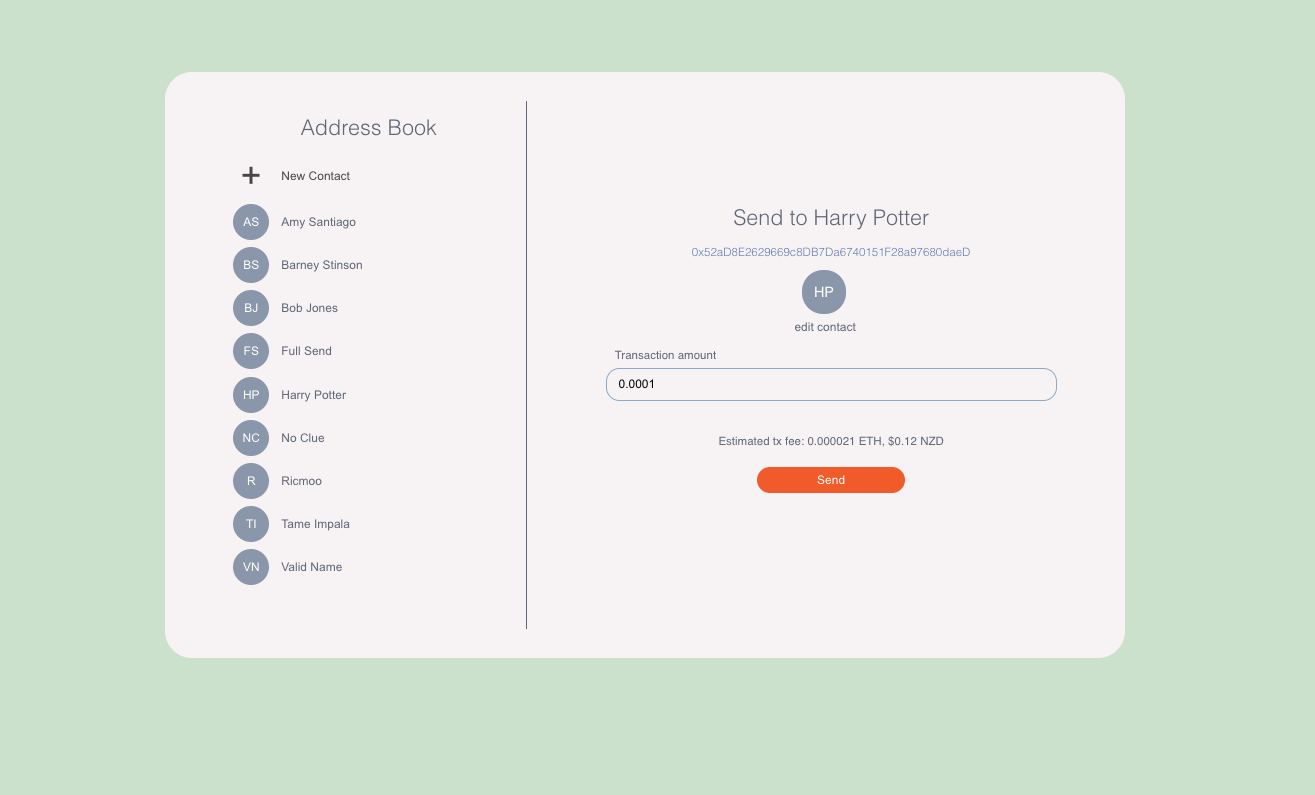 Address Book
New Contact
AS Amy Santiago
BS Barney Stinson
BJ Bob Jones
FS Full Send
HP Harry Potter
NC No Clue
R Ricmoo
TI Tame Impala
VN Valid Name
Send to Harry Potter
0x52aD8E2629669c8DB7Da6740151F28a97680daeD
HP
edit contact
Transaction amount
0.0001
Estimated tx fee: 0.000021 ETH, $0.12 NZD
Send